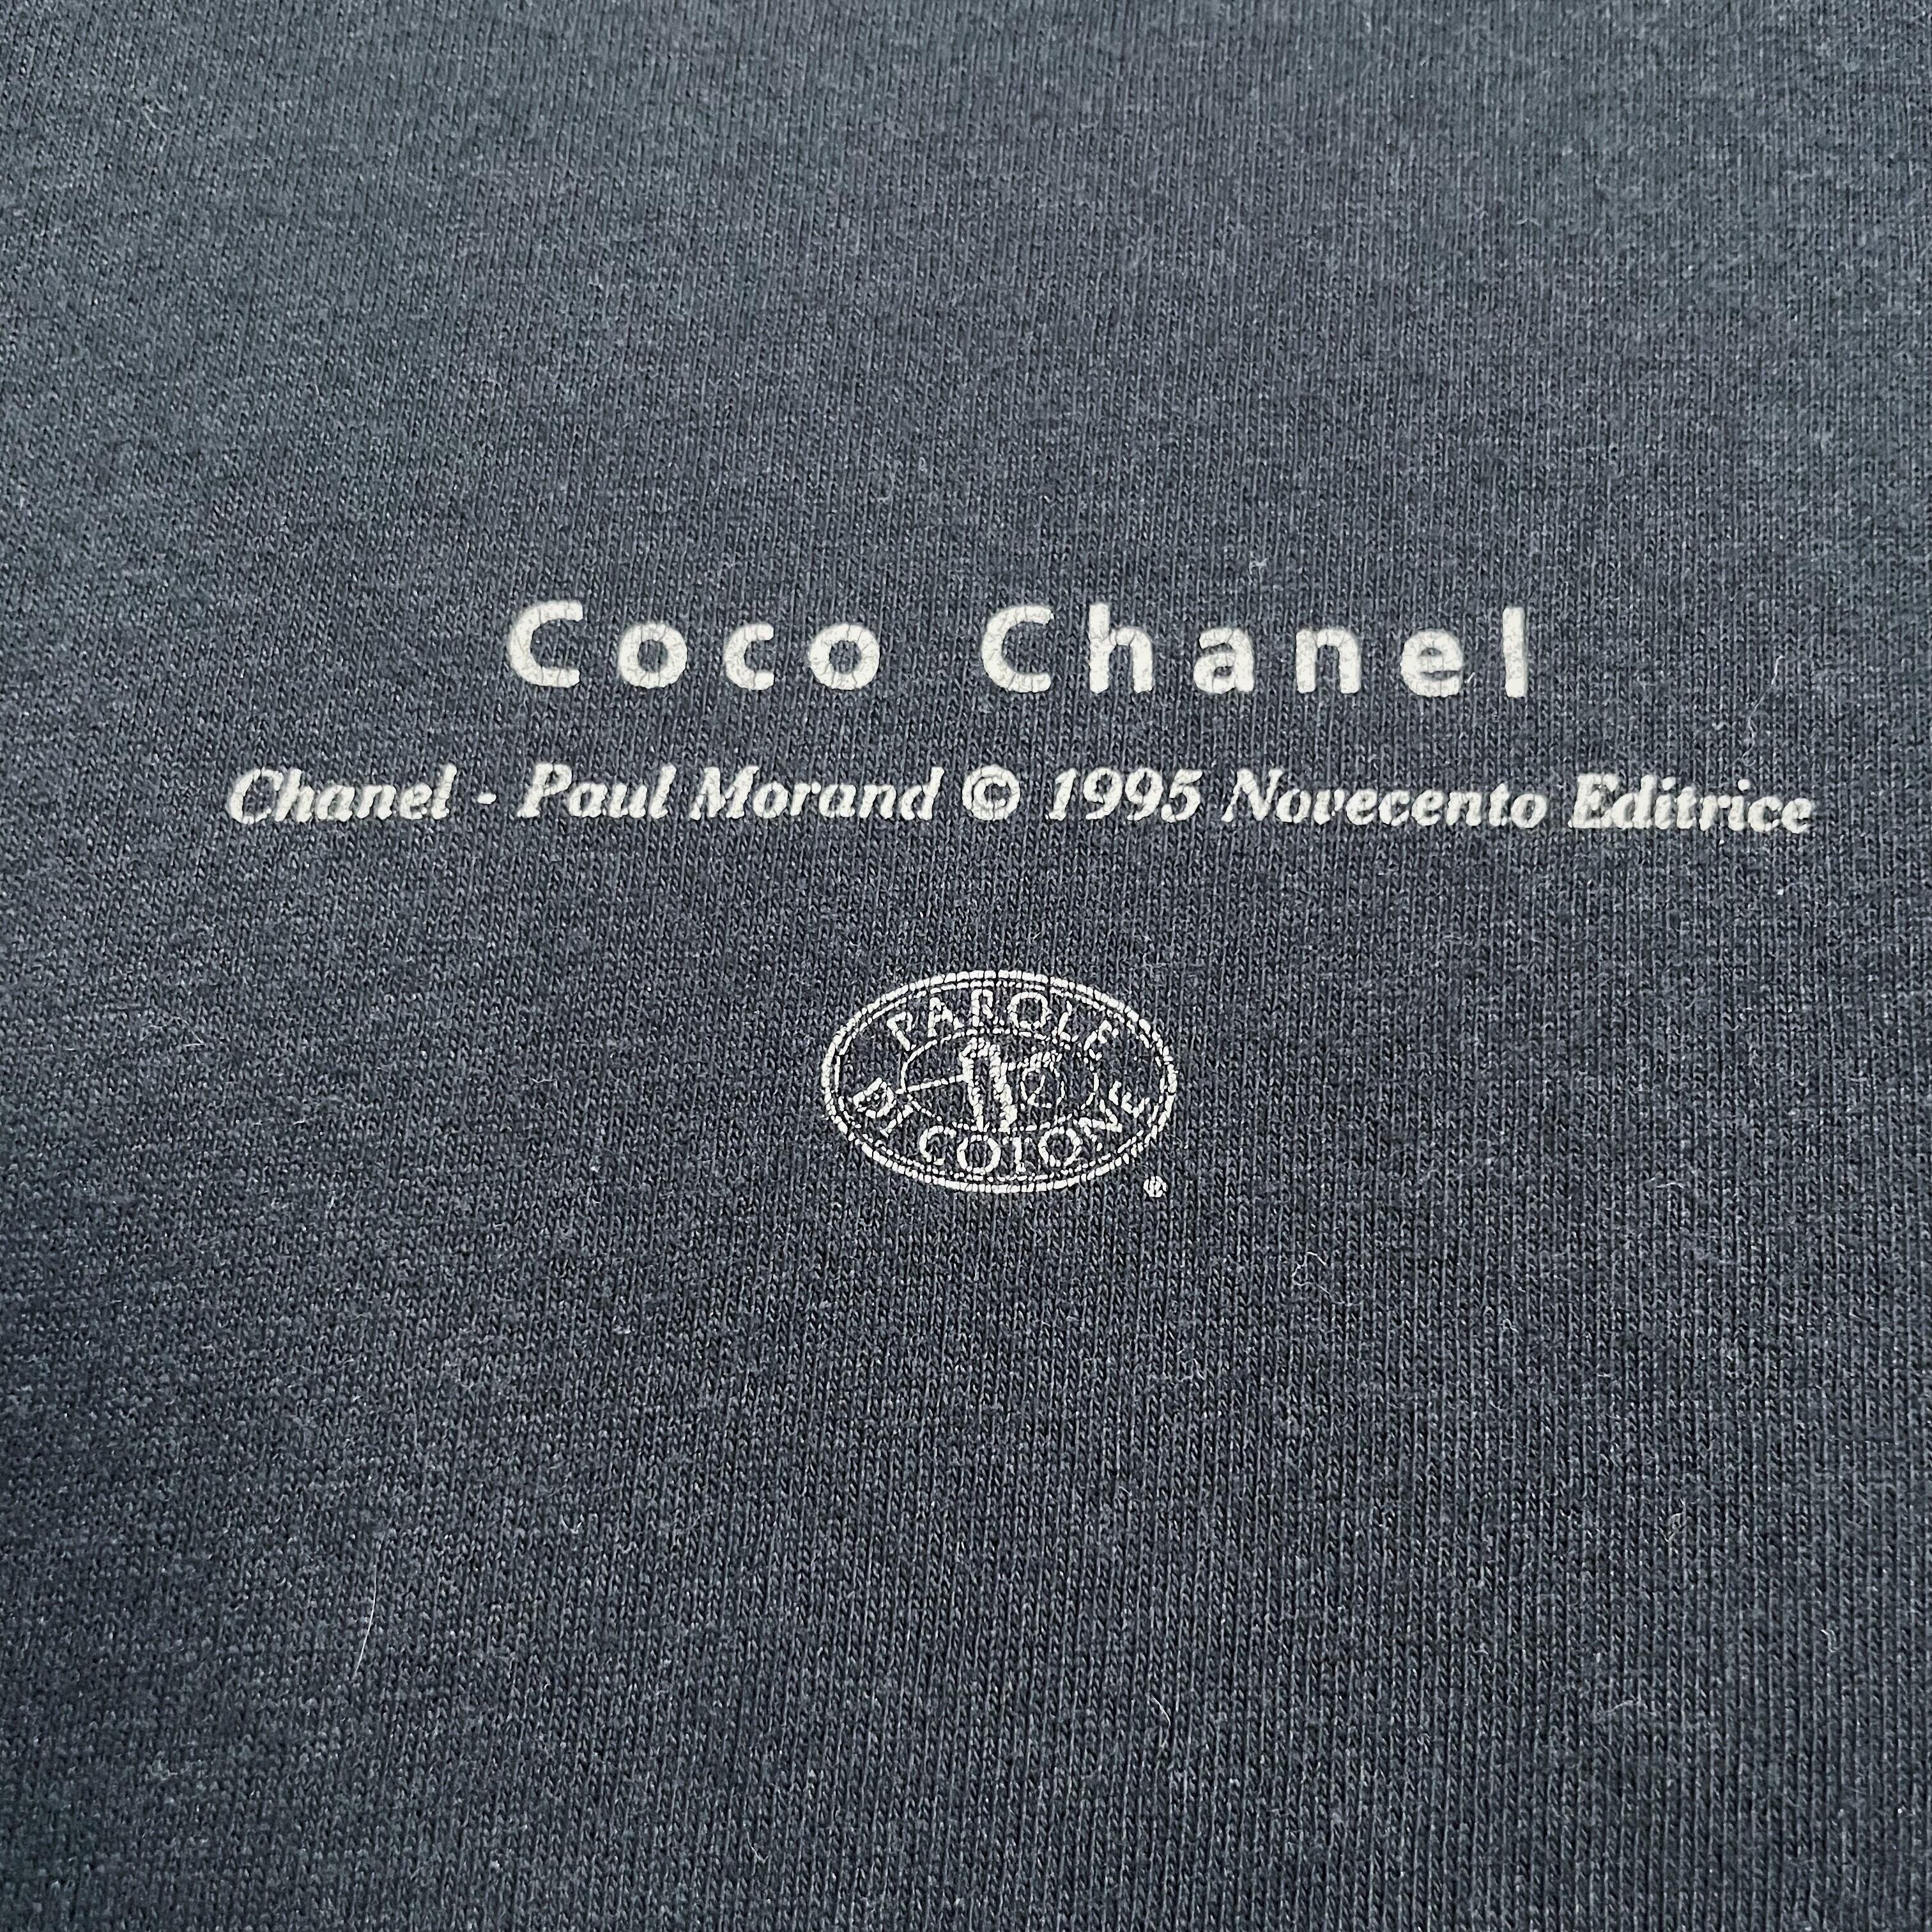 Coco Chanel
Chanel - Paul Morand © 1995 Novecento Editrice
PAROLE
DI COTONE
®